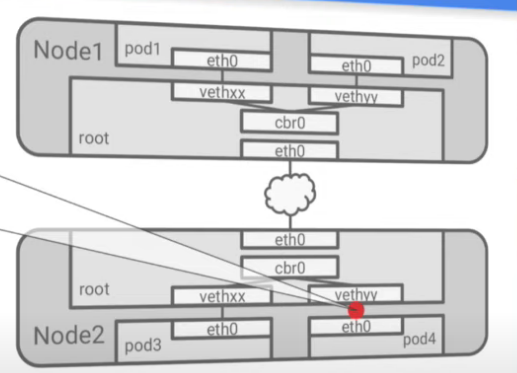 Node1
pod1
eth0
eth0
pod2
vethxx
vethyy
cbr0
root
eth0
eth0
cbr0
root
vethxx
vethyy
Node2
eth0
eth0
pod3
pod4